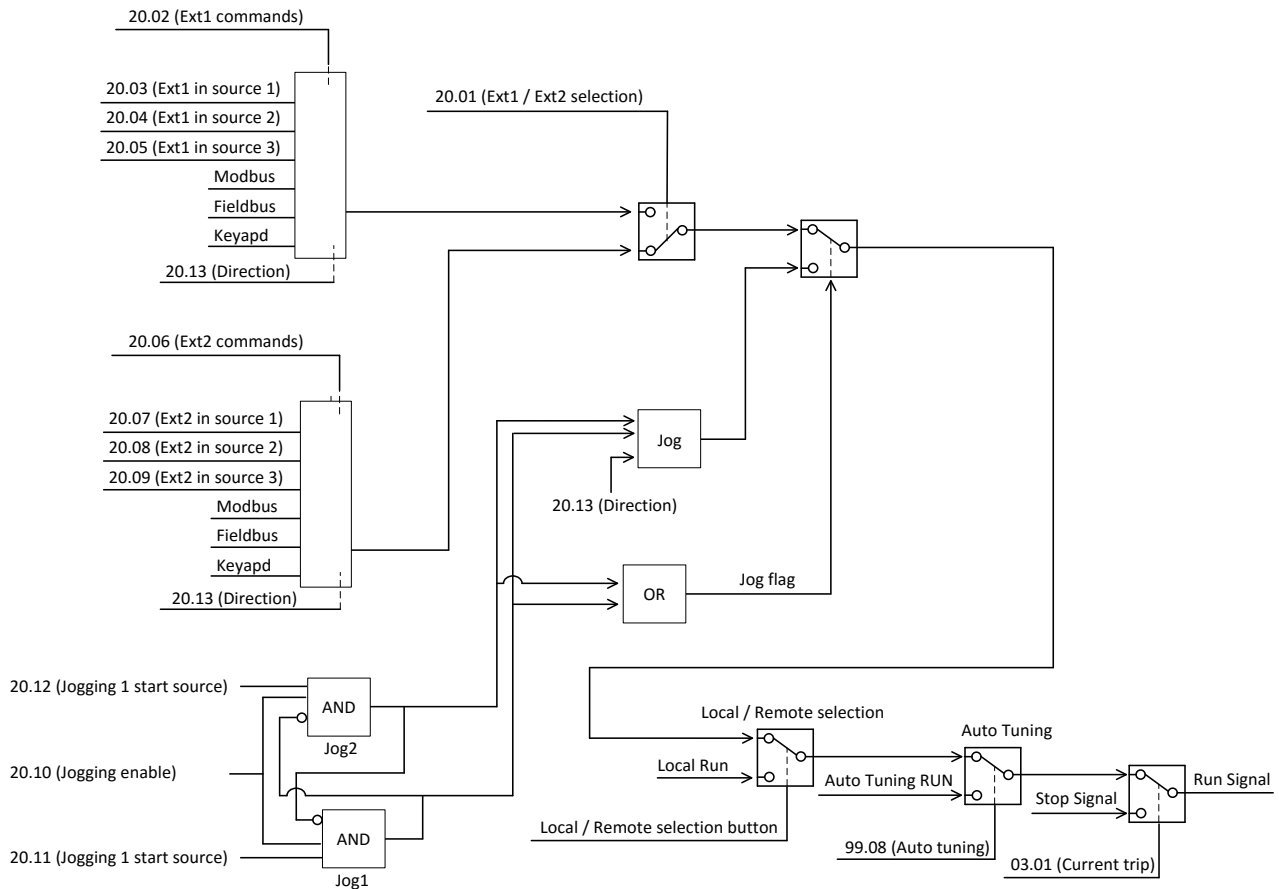 20.02 (Ext1 commands)
20.03 (Ext1 in source 1)
20.04 (Ext1 in source 2)
20.05 (Ext1 in source 3)
Modbus
Fieldbus
Keyapd
20.13 (Direction)
20.01 (Ext1 / Ext2 selection)
20.06 (Ext2 commands)
20.07 (Ext2 in source 1)
20.08 (Ext2 in source 2)
20.09 (Ext2 in source 3)
Modbus
Fieldbus
Keyapd
20.13 (Direction)
Jog
20.13 (Direction)
OR
Jog flag
20.12 (Jogging 1 start source)
AND
Jog2
20.10 (Jogging enable)
AND
20.11 (Jogging 1 start source)
Jog1
Local / Remote selection
Local Run
Local / Remote selection button
Auto Tuning
Auto Tuning RUN
99.08 (Auto tuning)
Stop Signal
Run Signal
03.01 (Current trip)